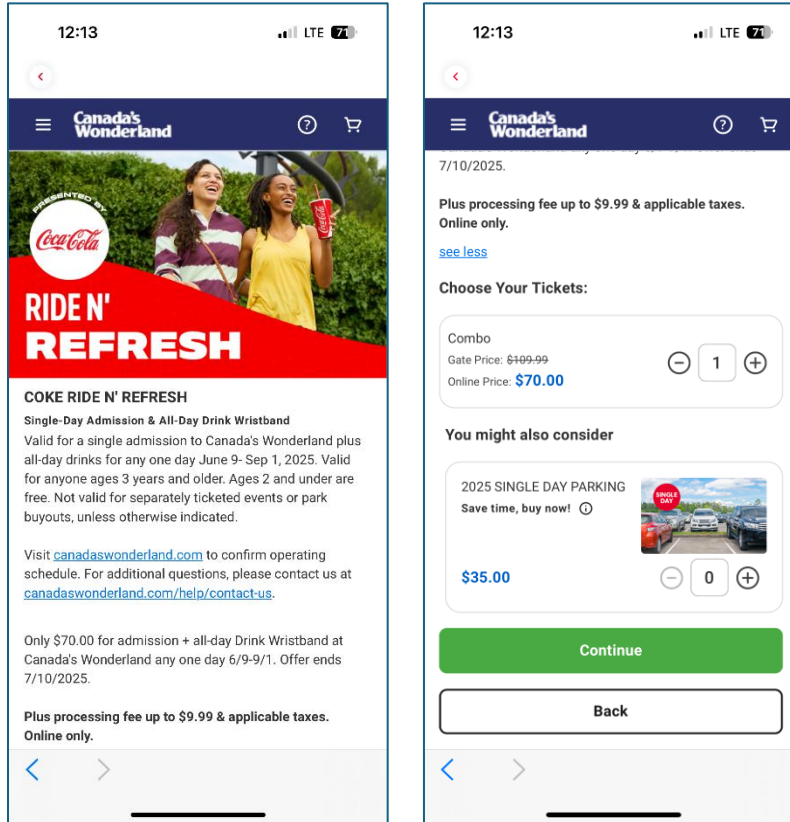 12:13
LTE 71
Canada's
Wonderland
PRESENTED BY
Coca-Cola
Coca-Cola
RIDE N'
REFRESH
COKE RIDE N' REFRESH
Single-Day Admission & All-Day Drink Wristband
Valid for a single admission to Canada's Wonderland plus
all-day drinks for any one day June 9- Sep 1, 2025. Valid
for anyone ages 3 years and older. Ages 2 and under are
free. Not valid for separately ticketed events or park
buyouts, unless otherwise indicated.
Visit canadaswonderland.com to confirm operating
schedule. For additional questions, please contact us at
canadaswonderland.com/help/contact-us.
Only $70.00 for admission + all-day Drink Wristband at
Canada's Wonderland any one day 6/9-9/1. Offer ends
7/10/2025.
Plus processing fee up to $9.99 & applicable taxes.
Online only.
12:13
LTE 71
Canada's
Wonderland
7/10/2025.
Plus processing fee up to $9.99 & applicable taxes.
Online only.
see less
Choose Your Tickets:
Combo
Gate Price: $109.99
Online Price: $70.00
1
You might also consider
2025 SINGLE DAY PARKING
Save time, buy now!
SINGLE
DAY
$35.00
0
Continue
Back